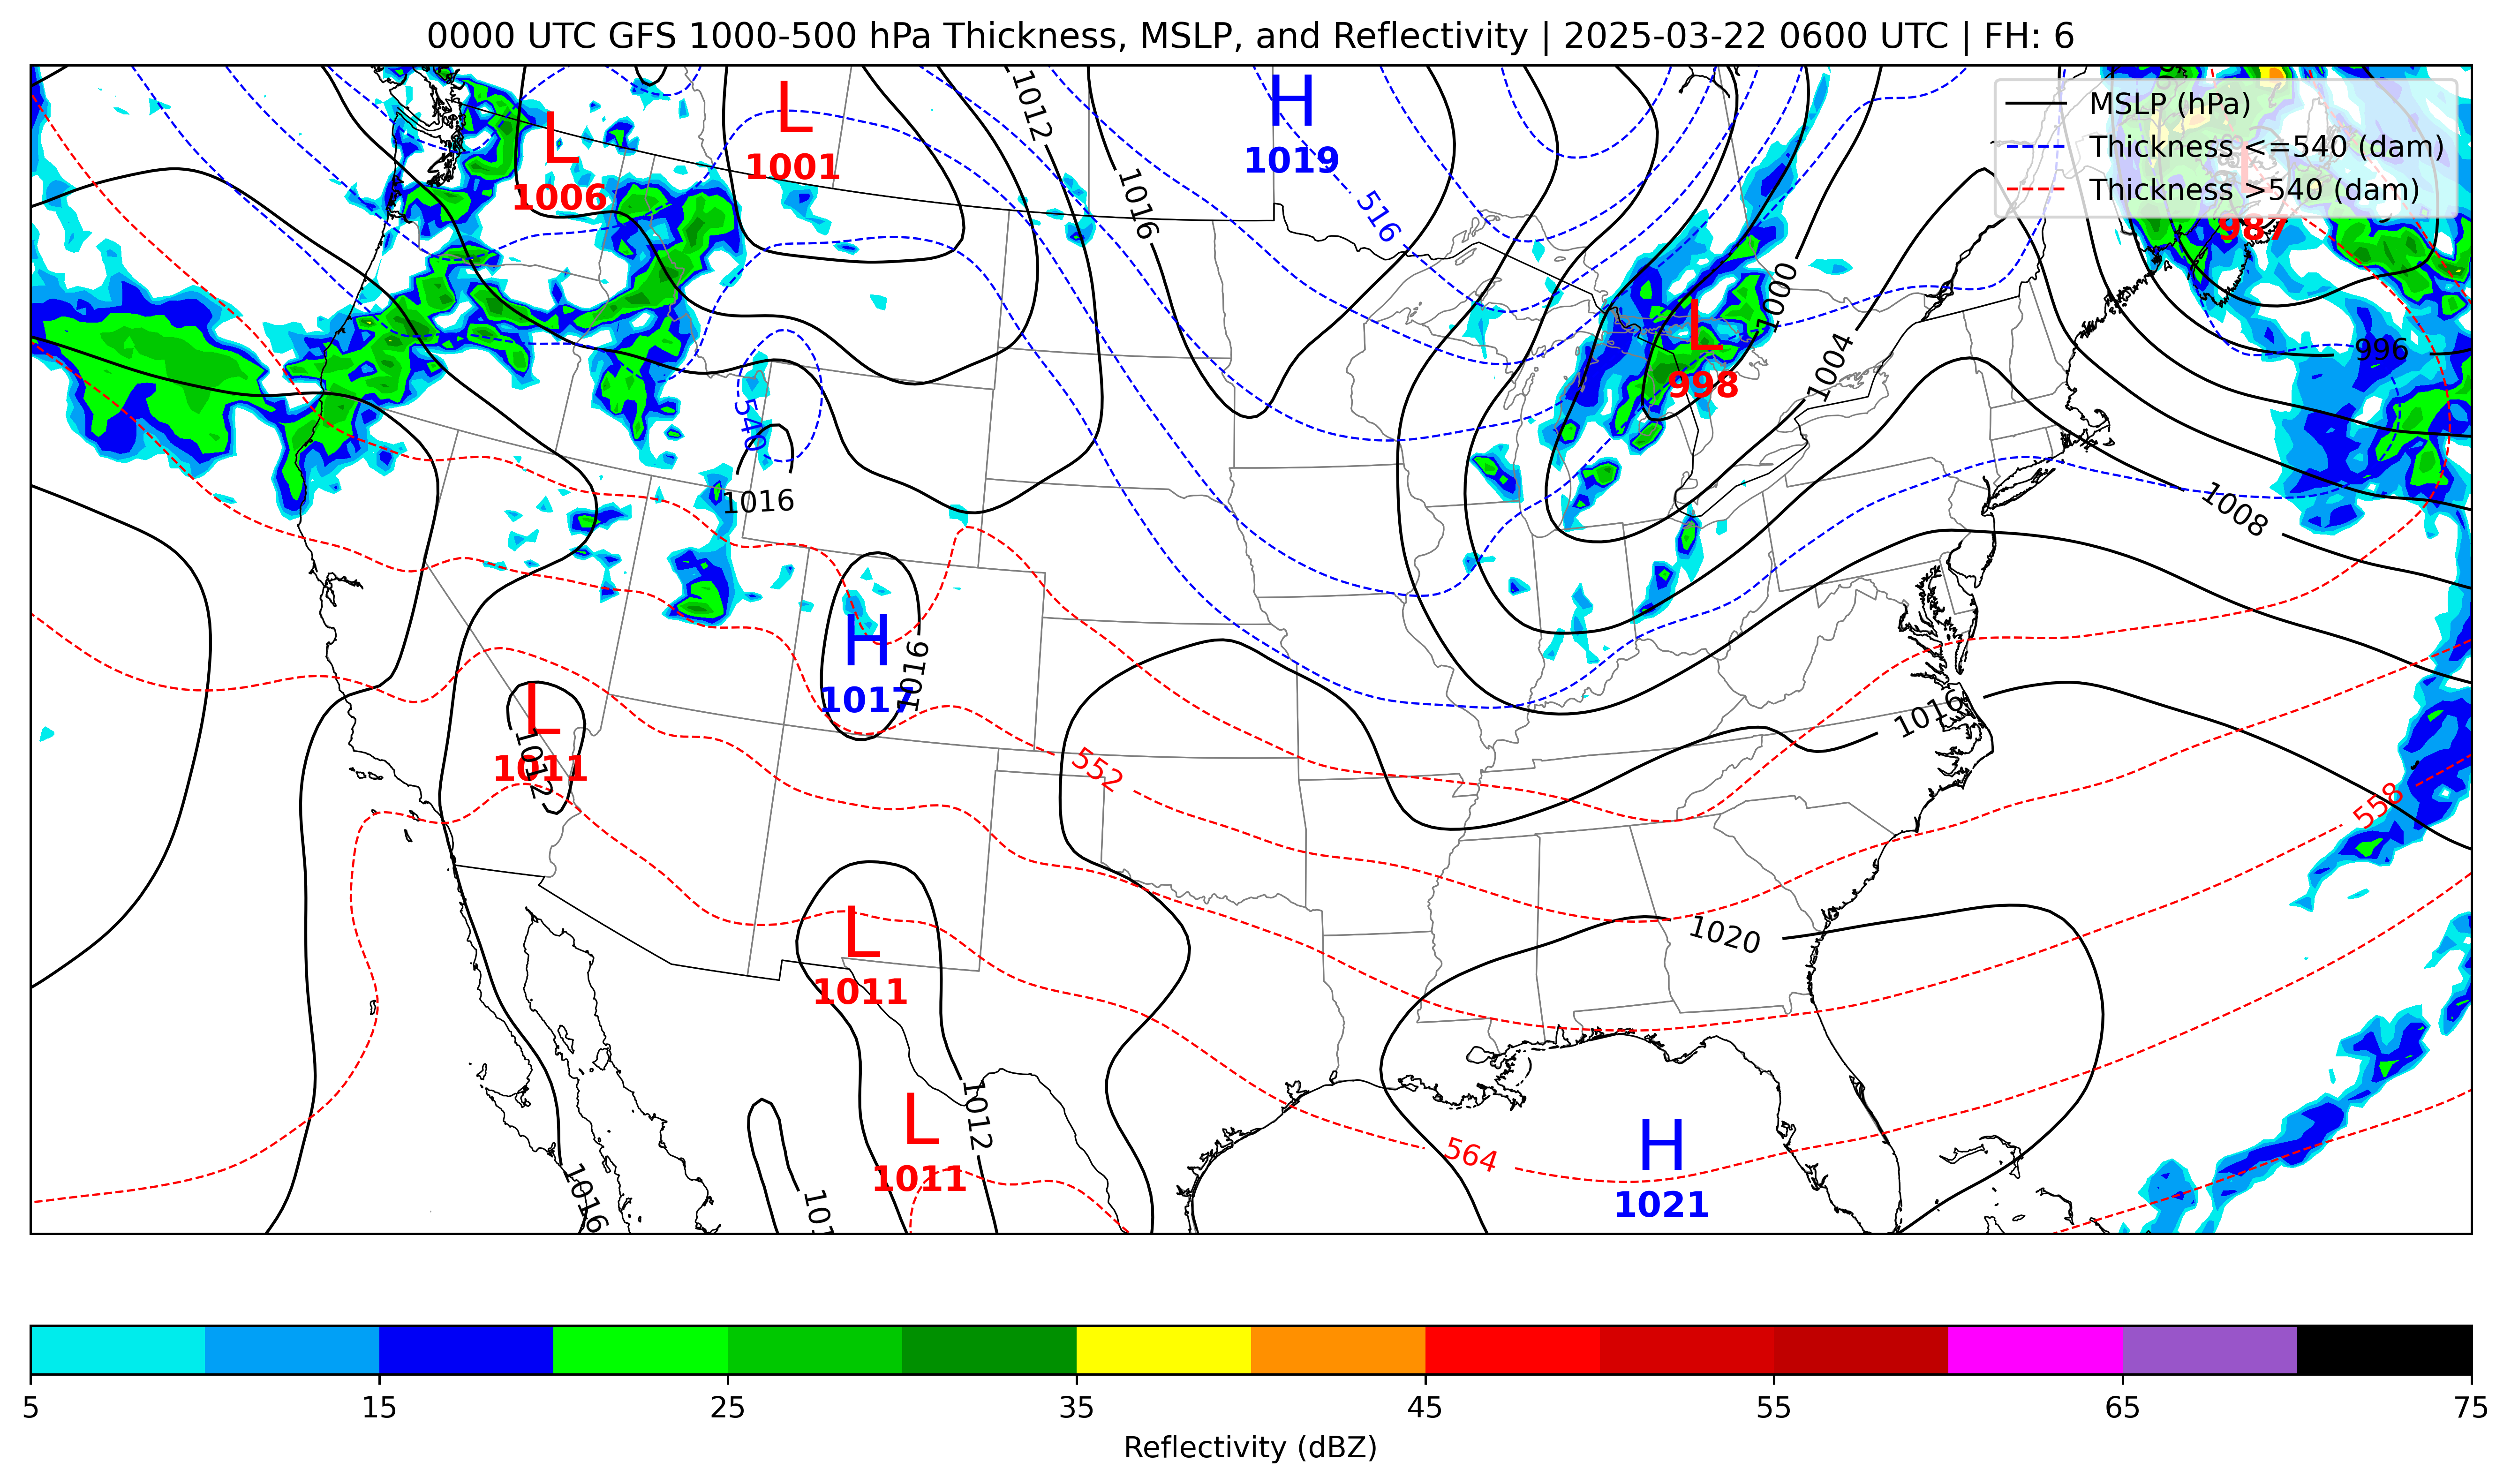 0000 UTC GFS 1000-500 hPa Thickness, MSLP, and Reflectivity | 2025-03-22 0600 UTC | FH: 6
MSLP (hPa)
Thickness <=540 (dam)
Thickness >540 (dam)
L
1006
L
1001
1012
1016
H
1019
516
987
L
998
1000
1004
996
1008
540
1016
H
1017
1016
L
1011
1012
552
1016
558
L
1011
1020
L
1011
1012
564
H
1021
1016
5
15
25
35
45
55
65
75
Reflectivity (dBZ)